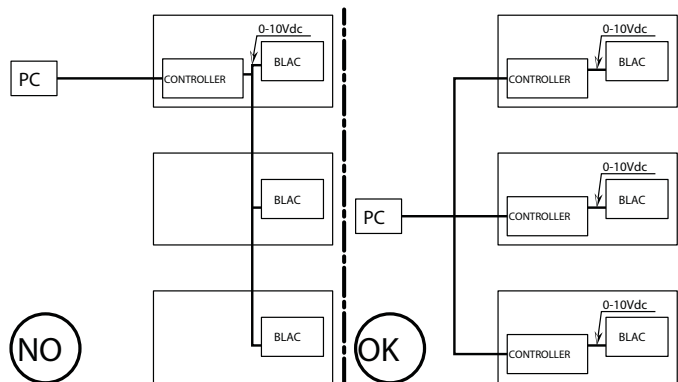 0-10Vdc
BLAC
PC
CONTROLLER
BLAC
BLAC
NO
0-10Vdc
BLAC
CONTROLLER
0-10Vdc
BLAC
PC
CONTROLLER
0-10Vdc
BLAC
CONTROLLER
OK